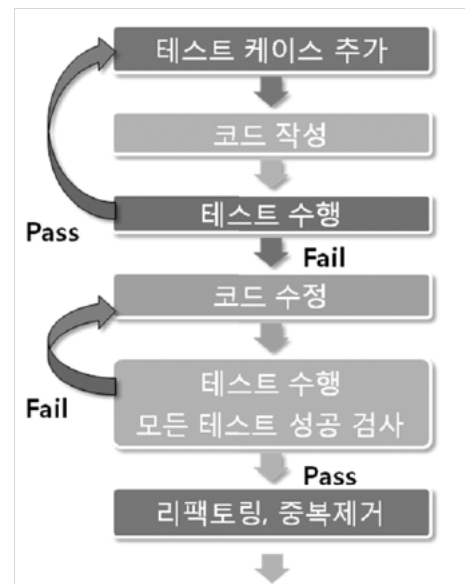 테스트 케이스 추가
코드 작성
테스트 수행
Pass
Fail
코드 수정
테스트 수행
모든 테스트 성공 검사
Fail
Pass
리팩토링, 중복제거